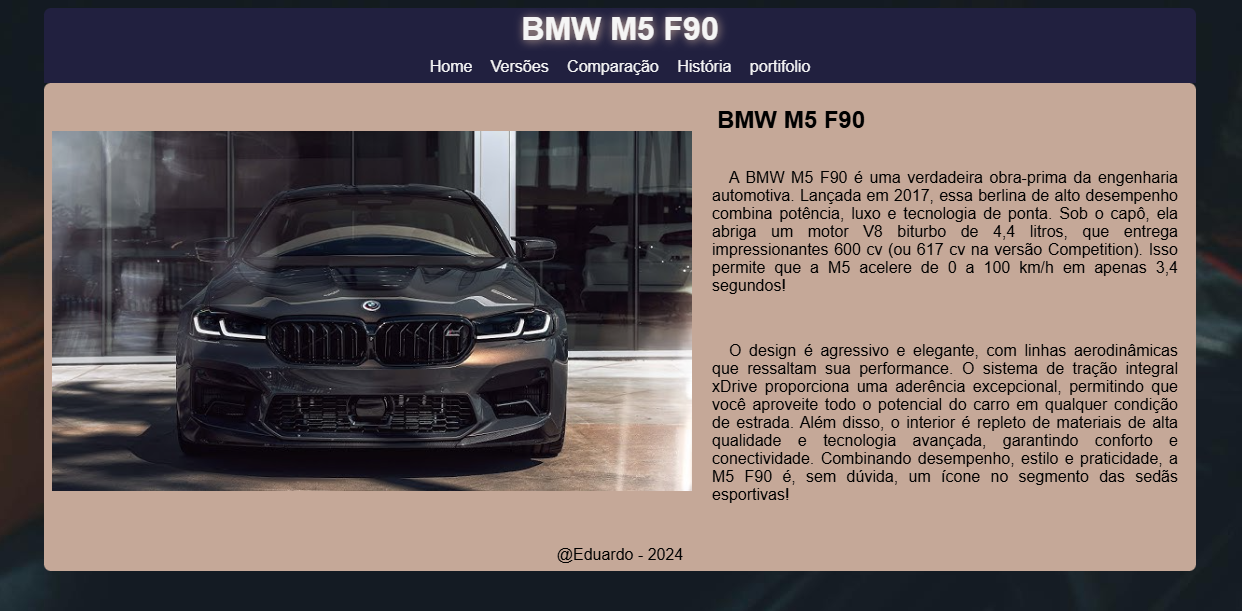 BMW M5 F90
Home Versões Comparação História portifolio
BMW M5 F90
A BMW M5 F90 é uma verdadeira obra-prima da engenharia
automotiva. Lançada em 2017, essa berlina de alto desempenho
combina potência, luxo e tecnologia de ponta. Sob o capô, ela
abriga um motor V8 biturbo de 4,4 litros, que entrega
impressionantes 600 cv (ou 617 cv na versão Competition). Isso
permite que a M5 acelere de 0 a 100 km/h em apenas 3,4
segundos!
O design é agressivo e elegante, com linhas aerodinâmicas
que ressaltam sua performance. O sistema de tração integral
xDrive proporciona uma aderência excepcional, permitindo que
você aproveite todo o potencial do carro em qualquer condição
de estrada. Além disso, o interior é repleto de materiais de alta
qualidade e tecnologia avançada, garantindo conforto e
conectividade. Combinando desempenho, estilo e praticidade, a
M5 F90 é, sem dúvida, um ícone no segmento das sedãs
esportivas!
@Eduardo - 2024